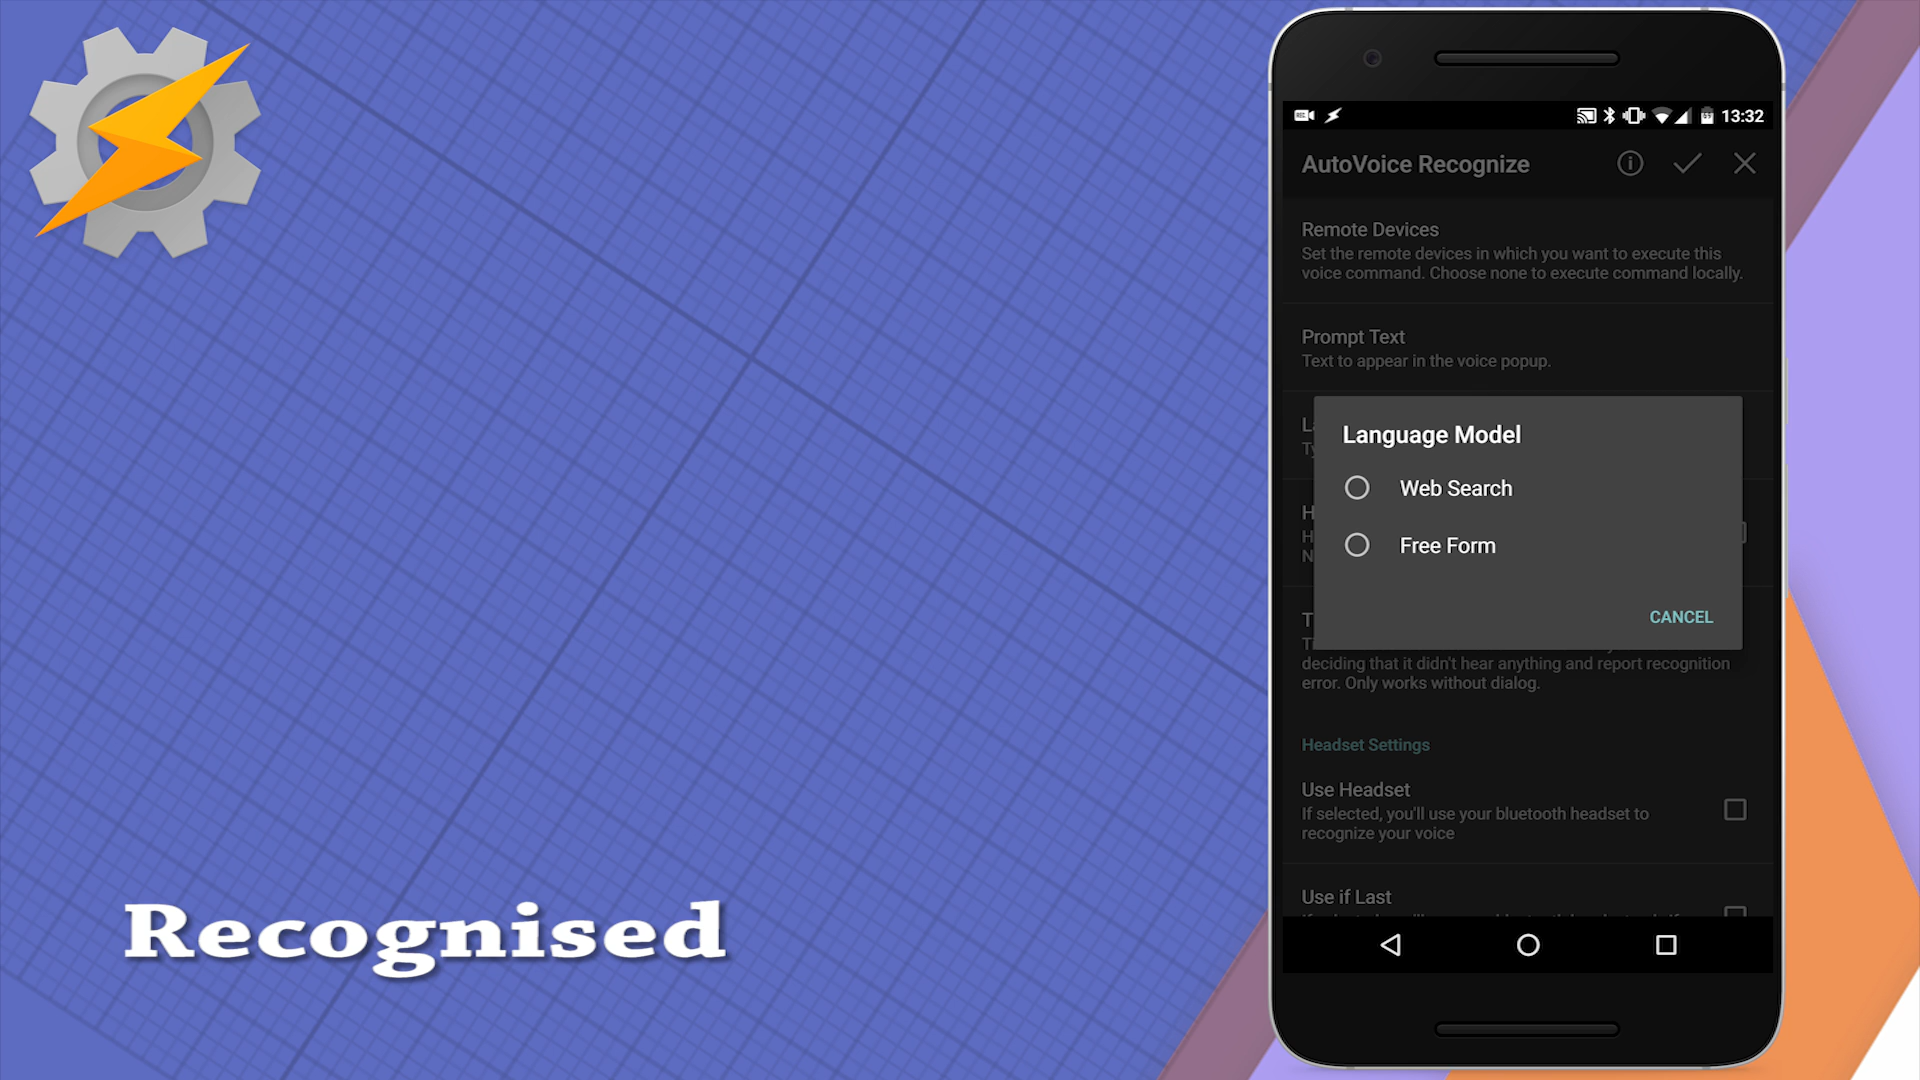 13:32
AutoVoice Recognize
Remote Devices
Set the remote devices in which you want to execute this
voice command. Choose none to execute command locally.
Prompt Text
Text to appear in the voice popup.
Language Model
Web Search
Free Form
CANCEL
deciding that it didn't hear anything and report recognition
error. Only works without dialog.
Headset Settings
Use Headset
If selected, you'll use your bluetooth headset to
recognize your voice
Use if Last
Recognised